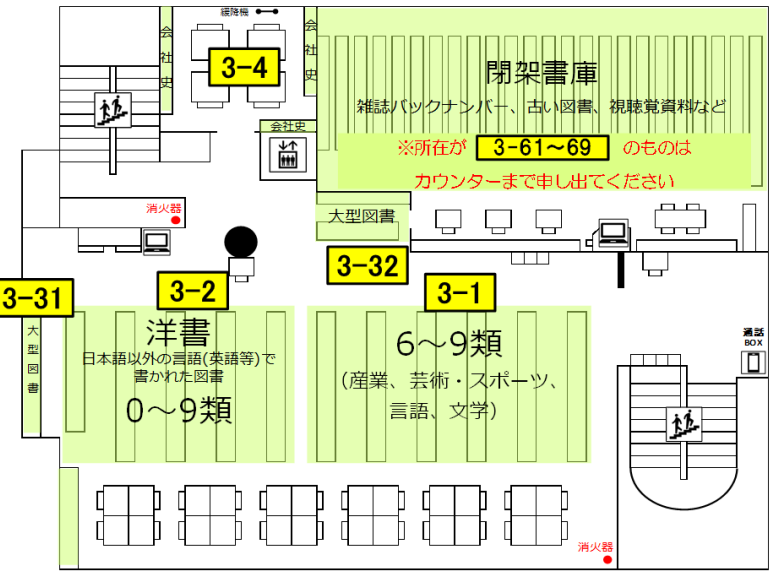 緩降機
会社史
会社史
3-4
閉架書庫
雑誌バックナンバー、古い図書、視聴覚資料など
会社史
※所在が 3-61～69 のものは
カウンターまで申し出てください
消火器
大型図書
3-32
3-31
3-2
3-1
大型図書
洋書
日本語以外の言語(英語等)で
書かれた図書
0～9類
6～9類
（産業、芸術・スポーツ、
言語、文学）
通話
BOX
消火器